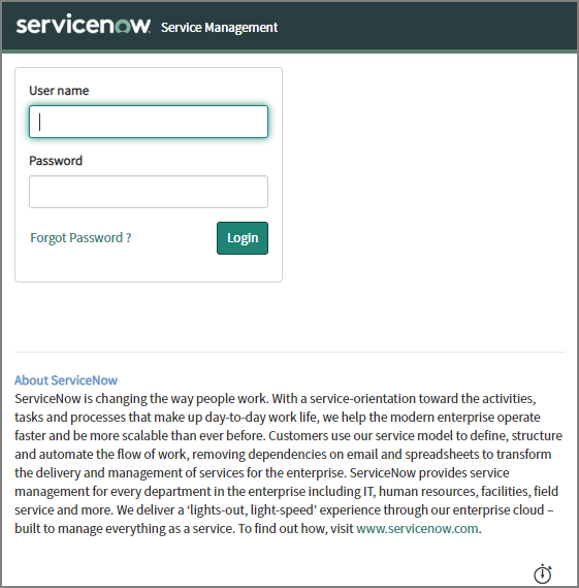 servicenow. Service Management
User name
Password
Forgot Password ?
Login
About ServiceNow
ServiceNow is changing the way people work. With a service-orientation toward the activities,
tasks and processes that make up day-to-day work life, we help the modern enterprise operate
faster and be more scalable than ever before. Customers use our service model to define, structure
and automate the flow of work, removing dependencies on email and spreadsheets to transform
the delivery and management of services for the enterprise. ServiceNow provides service
management for every department in the enterprise including IT, human resources, facilities, field
service and more. We deliver a ‘lights-out, light-speed’ experience through our enterprise cloud –
built to manage everything as a service. To find out how, visit www.servicenow.com.